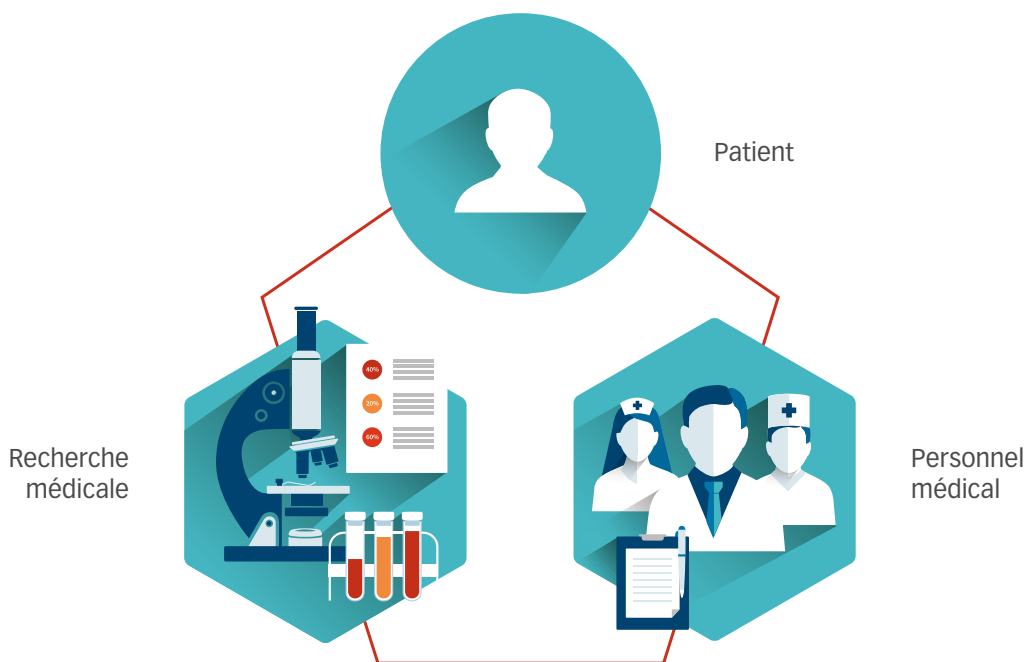 Patient
40%
20%
60%
Recherche
médicale
Personnel
médical